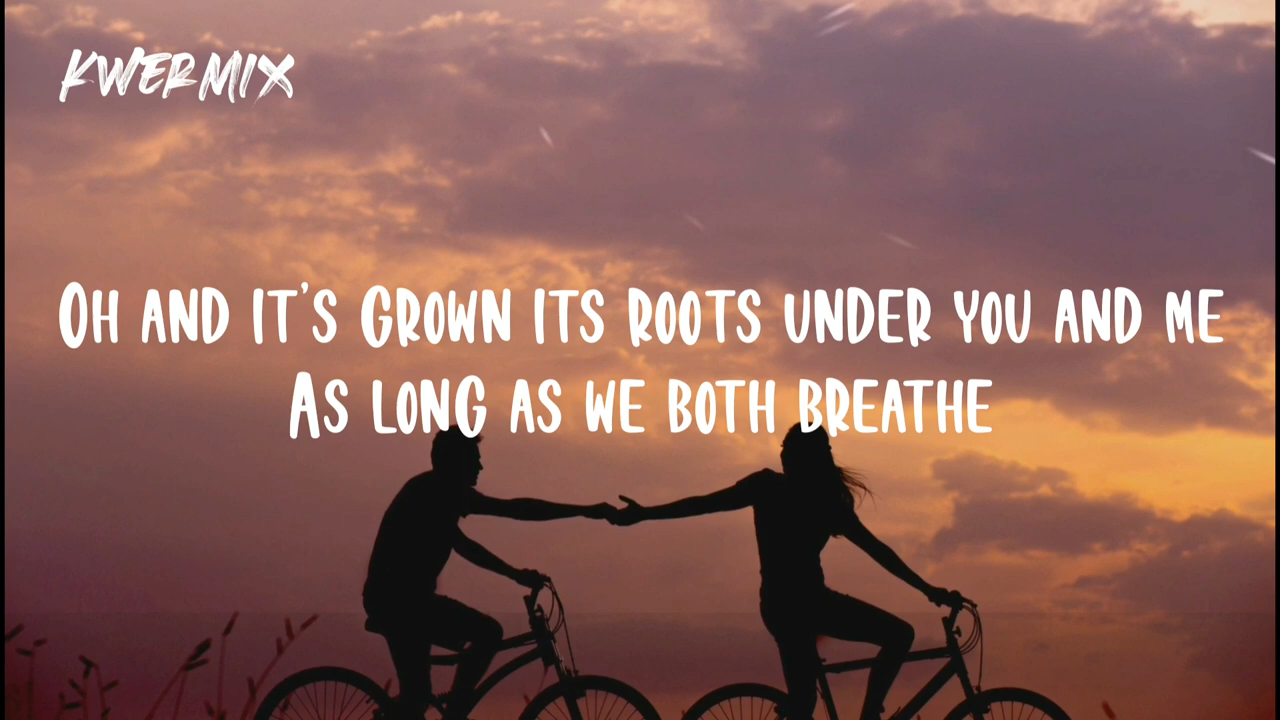 KWERMIX
Oh and it's Grown its roots under you and me
As long as we both breathe